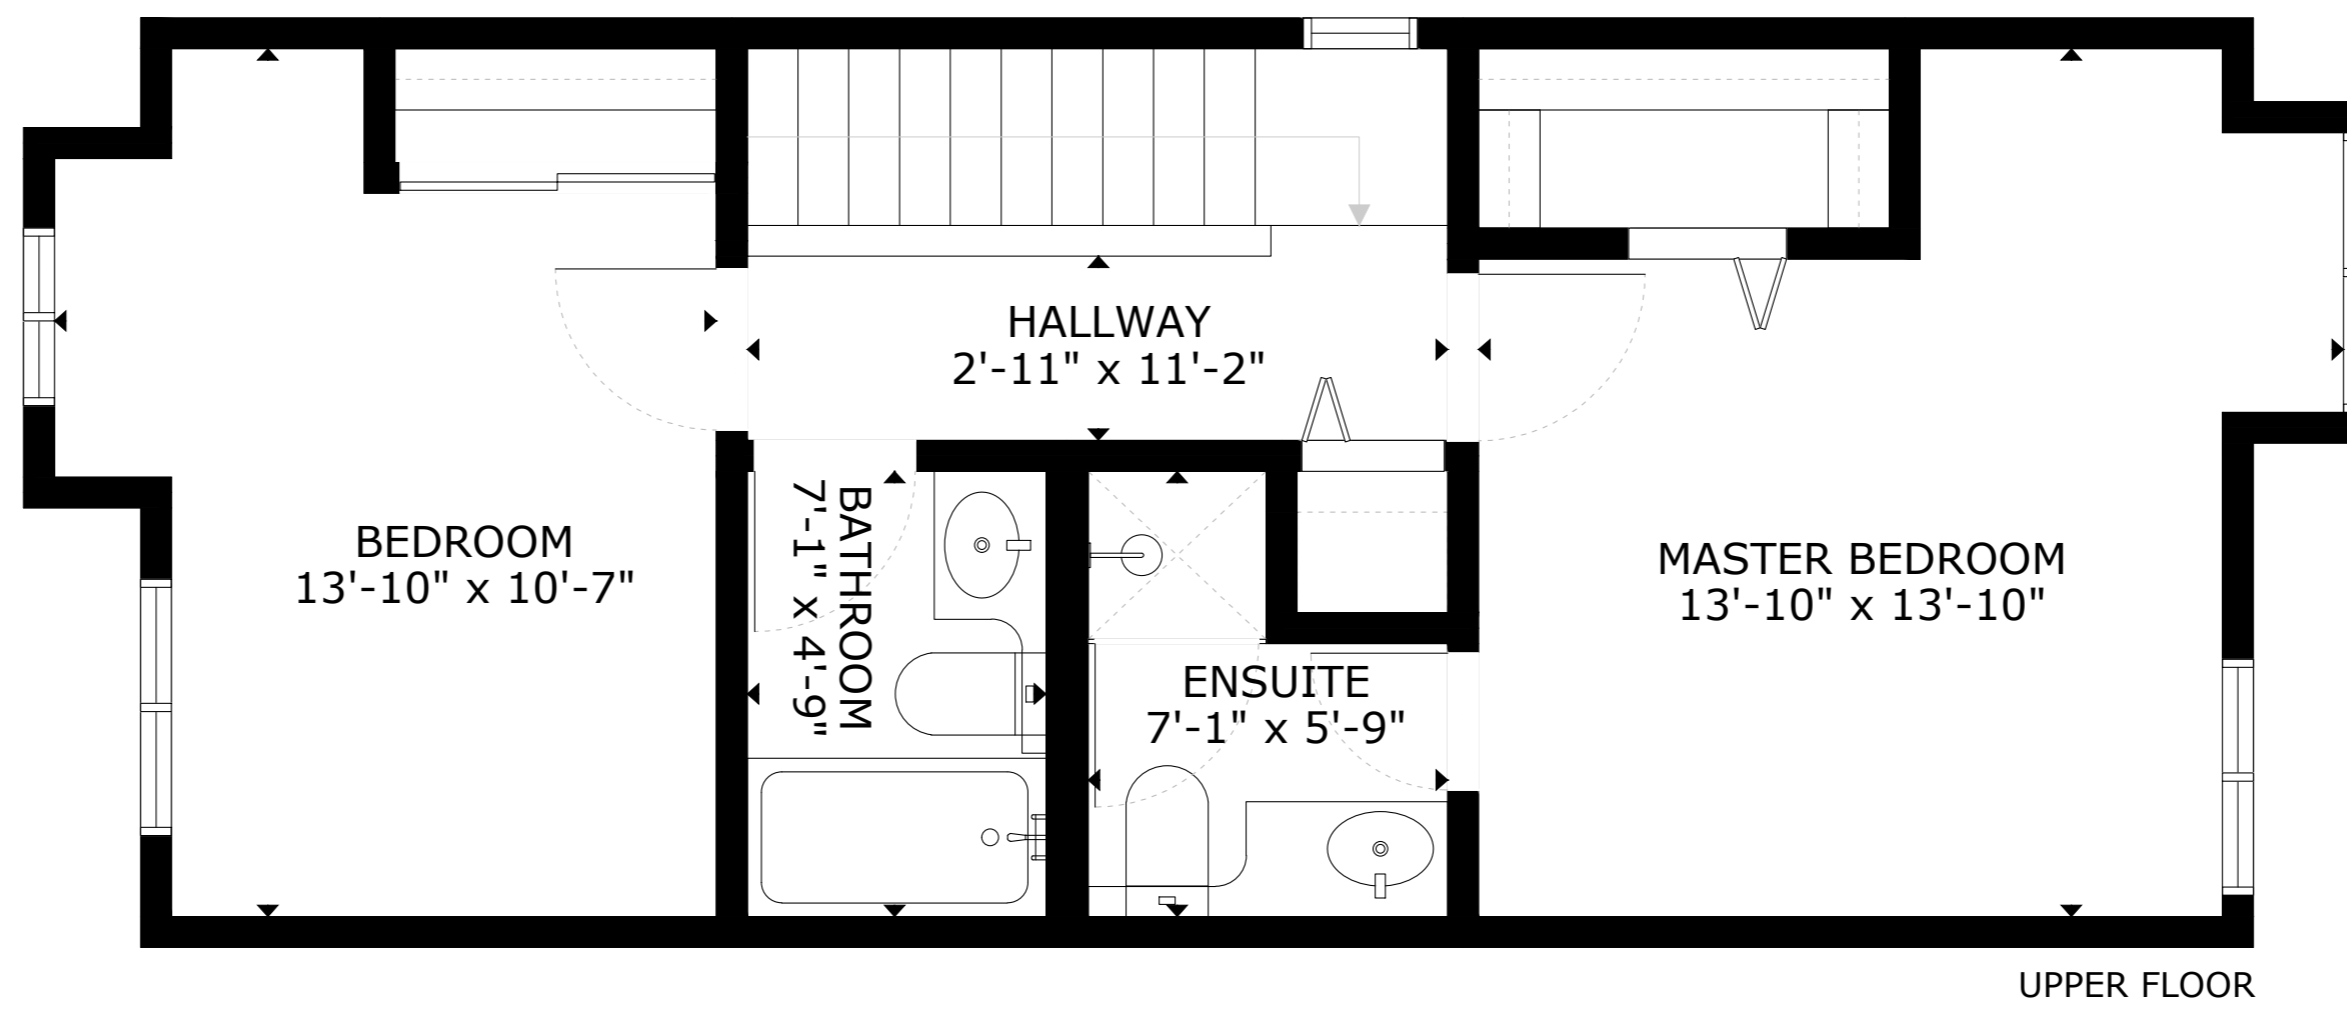 HALLWAY
2'-11" x 11'-2"
BEDROOM
13'-10" x 10'-7"
BATHROOM
7'-1" x 4'-9"
MASTER BEDROOM
13'-10" x 13'-10"
ENSUITE
7'-1" x 5'-9"
UPPER FLOOR